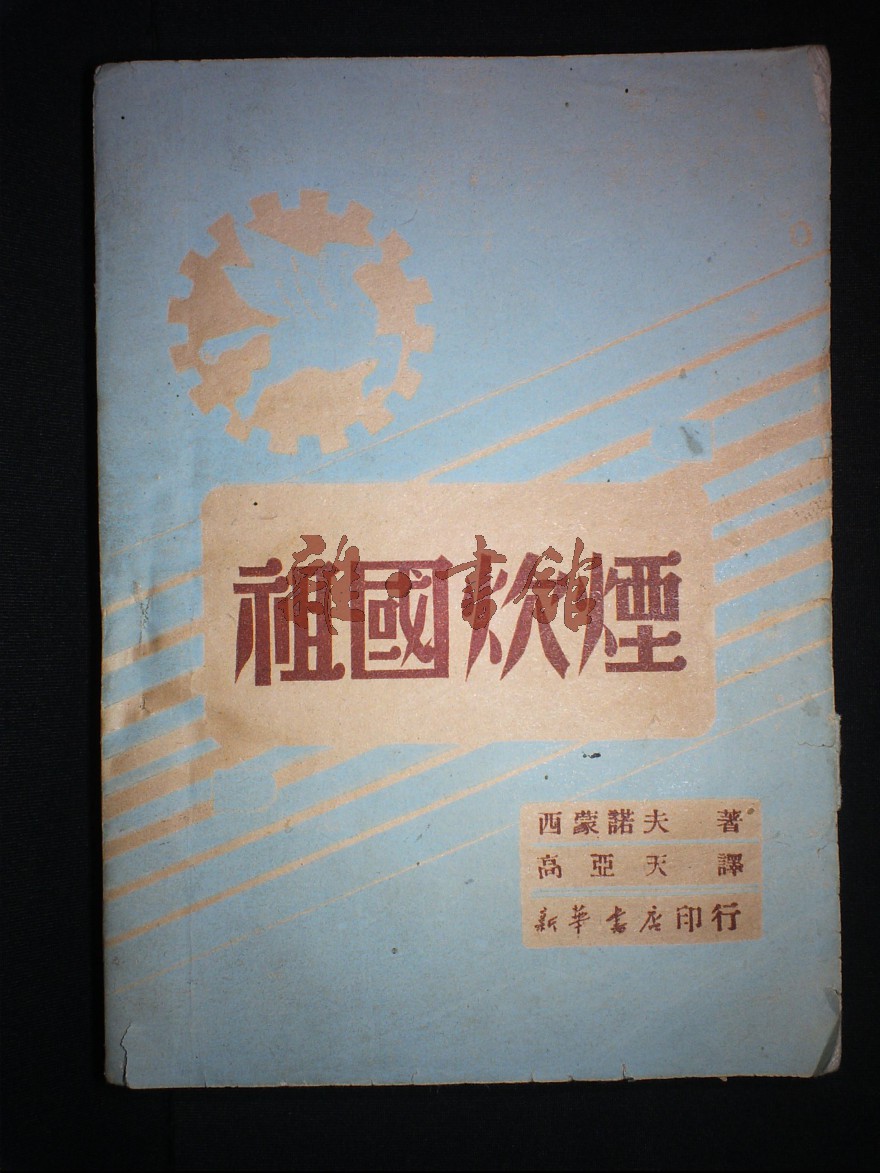 祖國炊煙
西蒙諾夫 著
高亞天 譯
新華書店印行